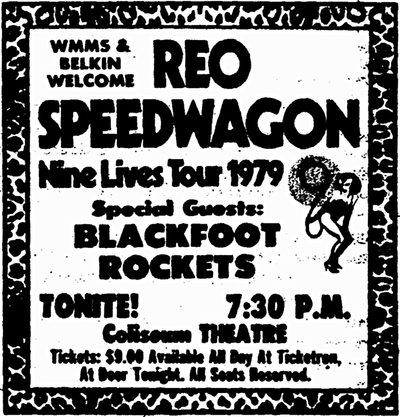 WMMS &
BELKIN
WELCOME
REO
SPEEDWAGON
Nine Lives Tour 1979
Special Guests:
BLACKFOOT
ROCKETS
TONITE! 7:30 P.M.
Coliseum THEATRE
Tickets: $9.00 Available All Day At Ticketron,
At Door Tonight. All Seats Reserved.